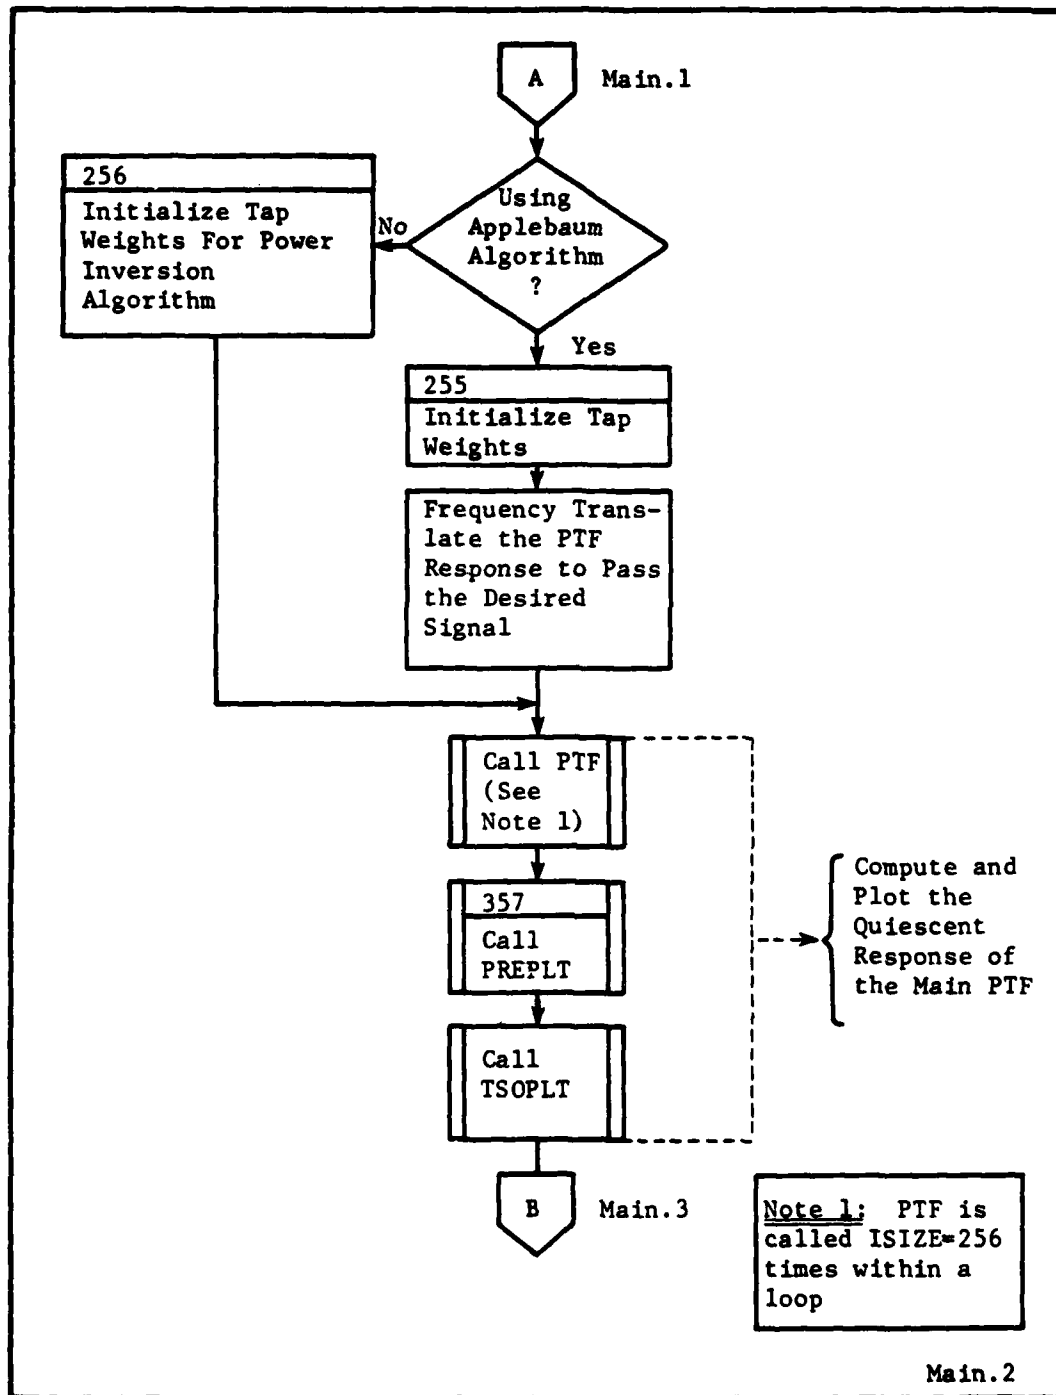 A
Main.1
Using
Applebaum
Algorithm
?
No
256
Initialize Tap
Weights For Power
Inversion
Algorithm
Yes
255
Initialize Tap
Weights
Frequency Trans-
late the PTF
Response to Pass
the Desired
Signal
Call PTF
(See
Note 1)
357
Call
PREPLT
Call
TSOPLT
Compute and
Plot the
Quiescent
Response of
the Main PTF
B
Main.3
Note 1: PTF is
called ISIZE=256
times within a
loop
Main.2